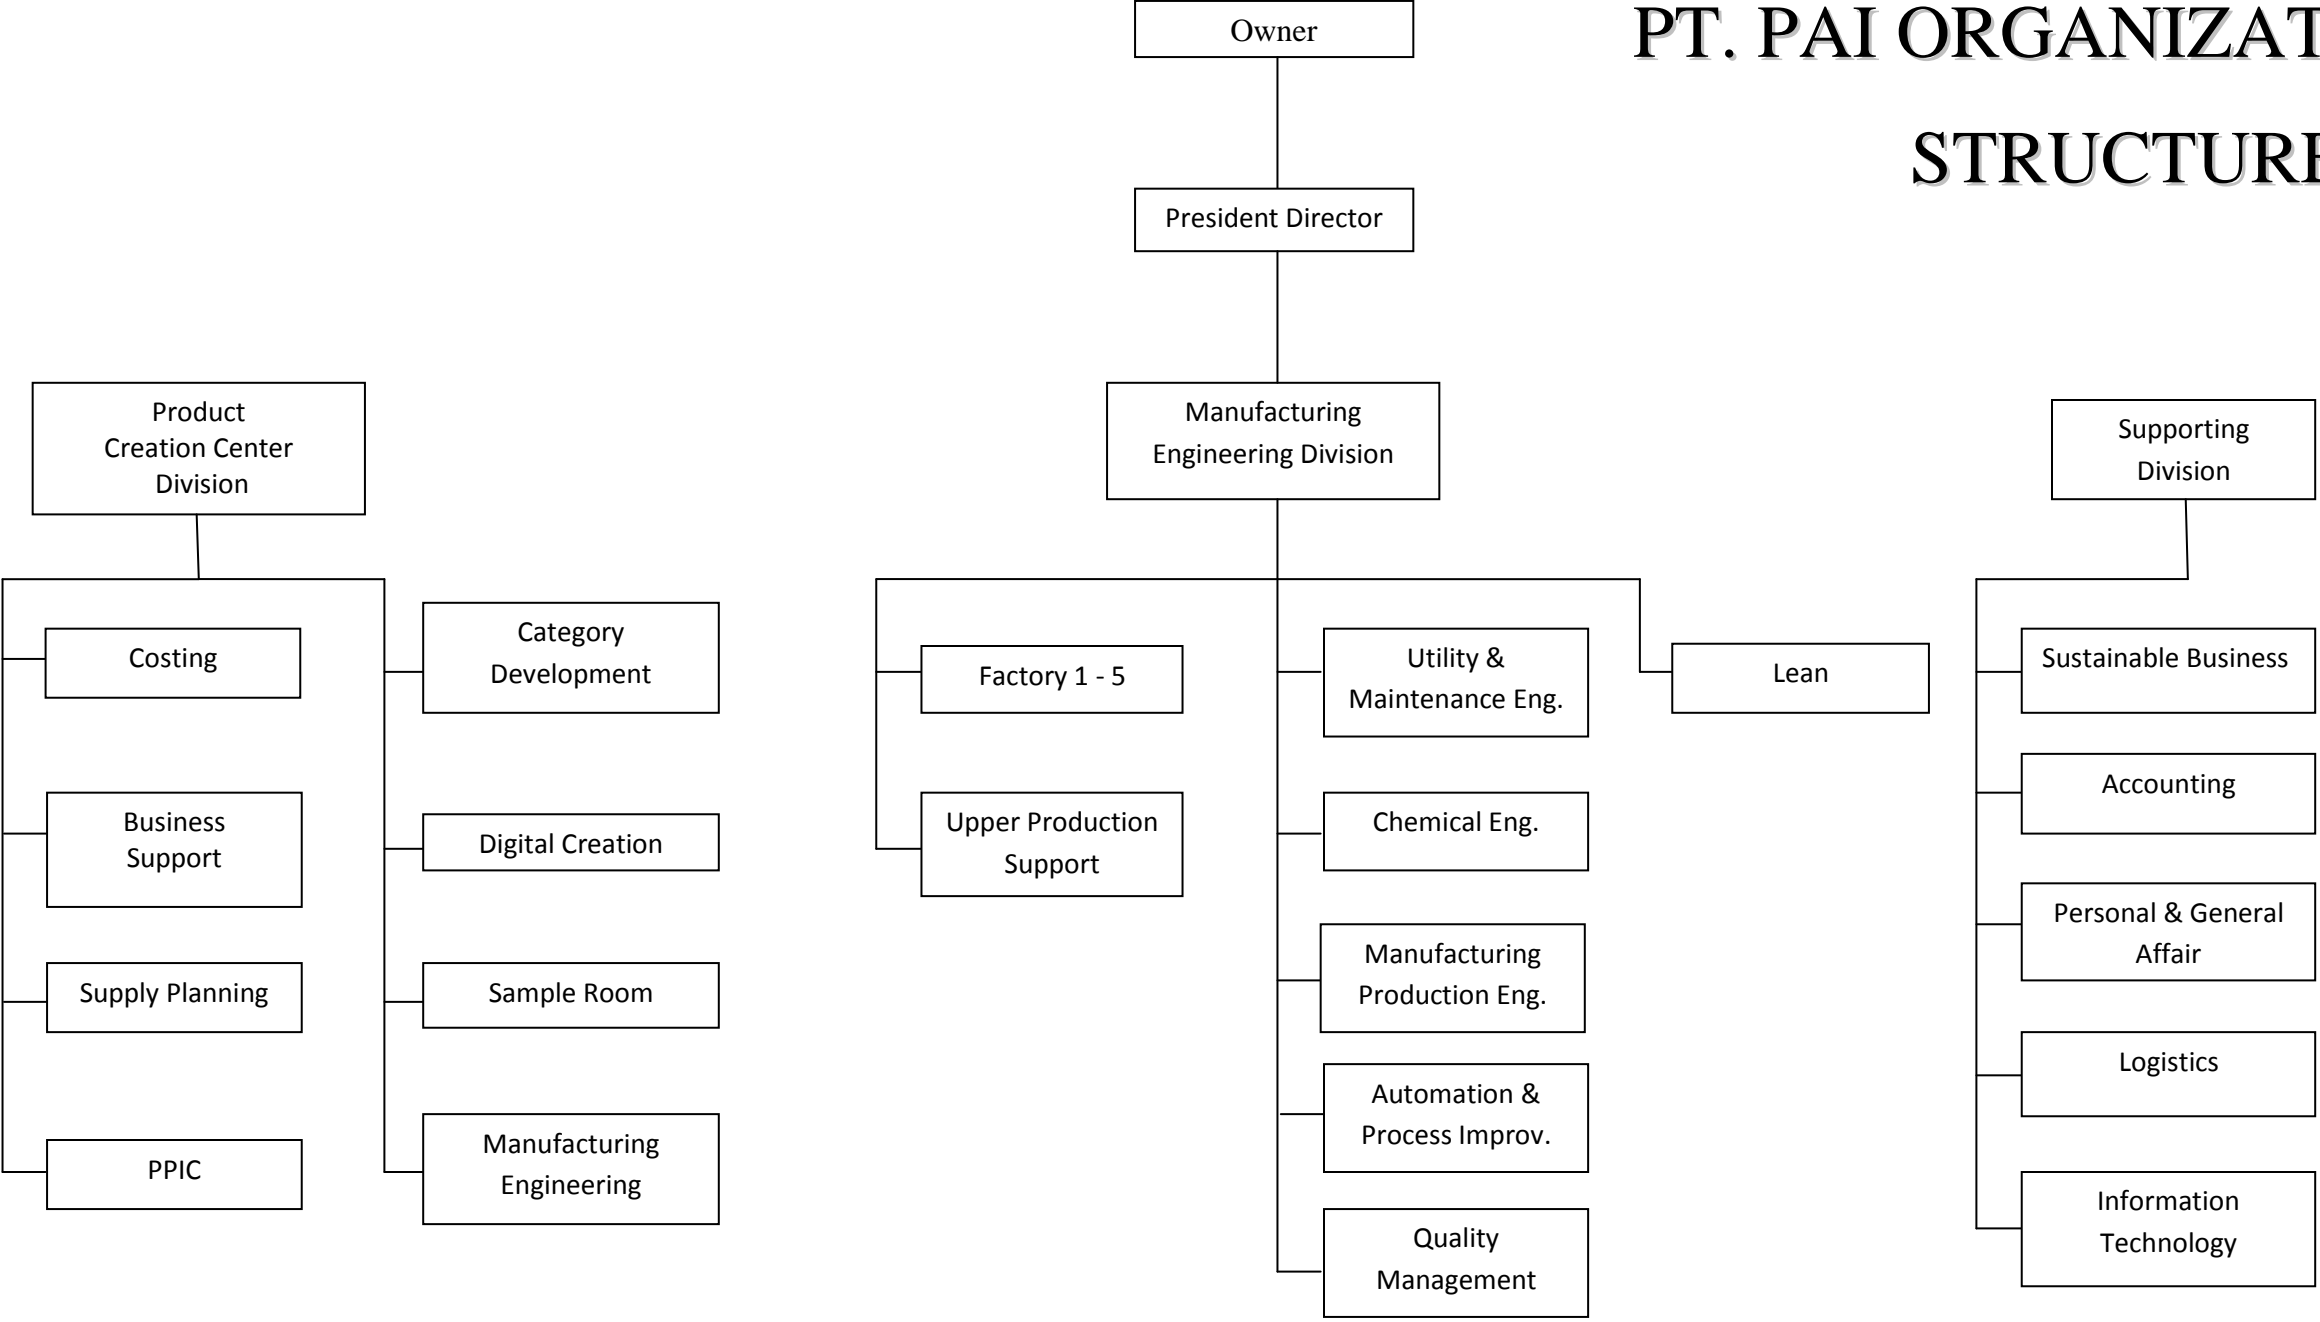 Owner
PT. PAI ORGANIZAT
STRUCTURE
President Director
Product
Creation Center
Division
Manufacturing
Engineering Division
Supporting
Division
Costing
Business
Support
Supply Planning
PPIC
Category
Development
Digital Creation
Sample Room
Manufacturing
Engineering
Factory 1 - 5
Upper Production
Support
Utility &
Maintenance Eng.
Chemical Eng.
Manufacturing
Production Eng.
Automation &
Process Improv.
Quality
Management
Lean
Sustainable Business
Accounting
Personal & General
Affair
Logistics
Information
Technology